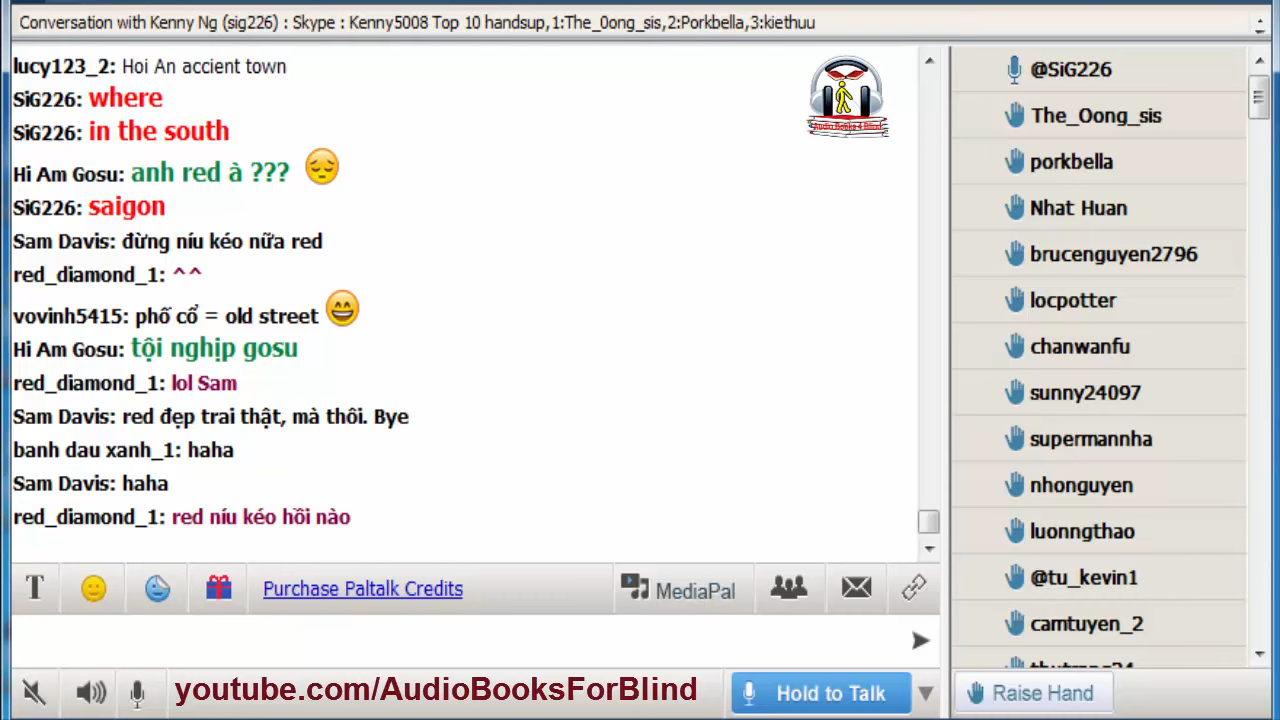 Conversation with Kenny Ng (sig226) : Skype : Kenny5008 Top 10 handsup,1:The_0ong_sis,2:Porkbella,3:kiethuu
lucy123_2: Hoi An accient town
SiG226: where
SiG226: in the south
Hi Am Gosu: anh red à ???
SiG226: saigon
Sam Davis: đừng níu kéo nữa red
red_diamond_1: ^^
vovinh5415: phố cổ = old street
Hi Am Gosu: tội nghịp gosu
red_diamond_1: lol Sam
Sam Davis: red đẹp trai thật, mà thôi. Bye
banh dau xanh_1: haha
Sam Davis: haha
red_diamond_1: red níu kéo hồi nào
Audio Books 4 Blind
@SiG226
The_Oong_sis
porkbella
Nhat Huan
brucenguyen2796
locpotter
chanwanfu
sunny24097
supermannha
nhonguyen
luonngthao
@tu_kevin1
camtuyen_2
T
Purchase Paltalk Credits
MediaPal
youtube.com/AudioBooksForBlind
Hold to Talk
Raise Hand